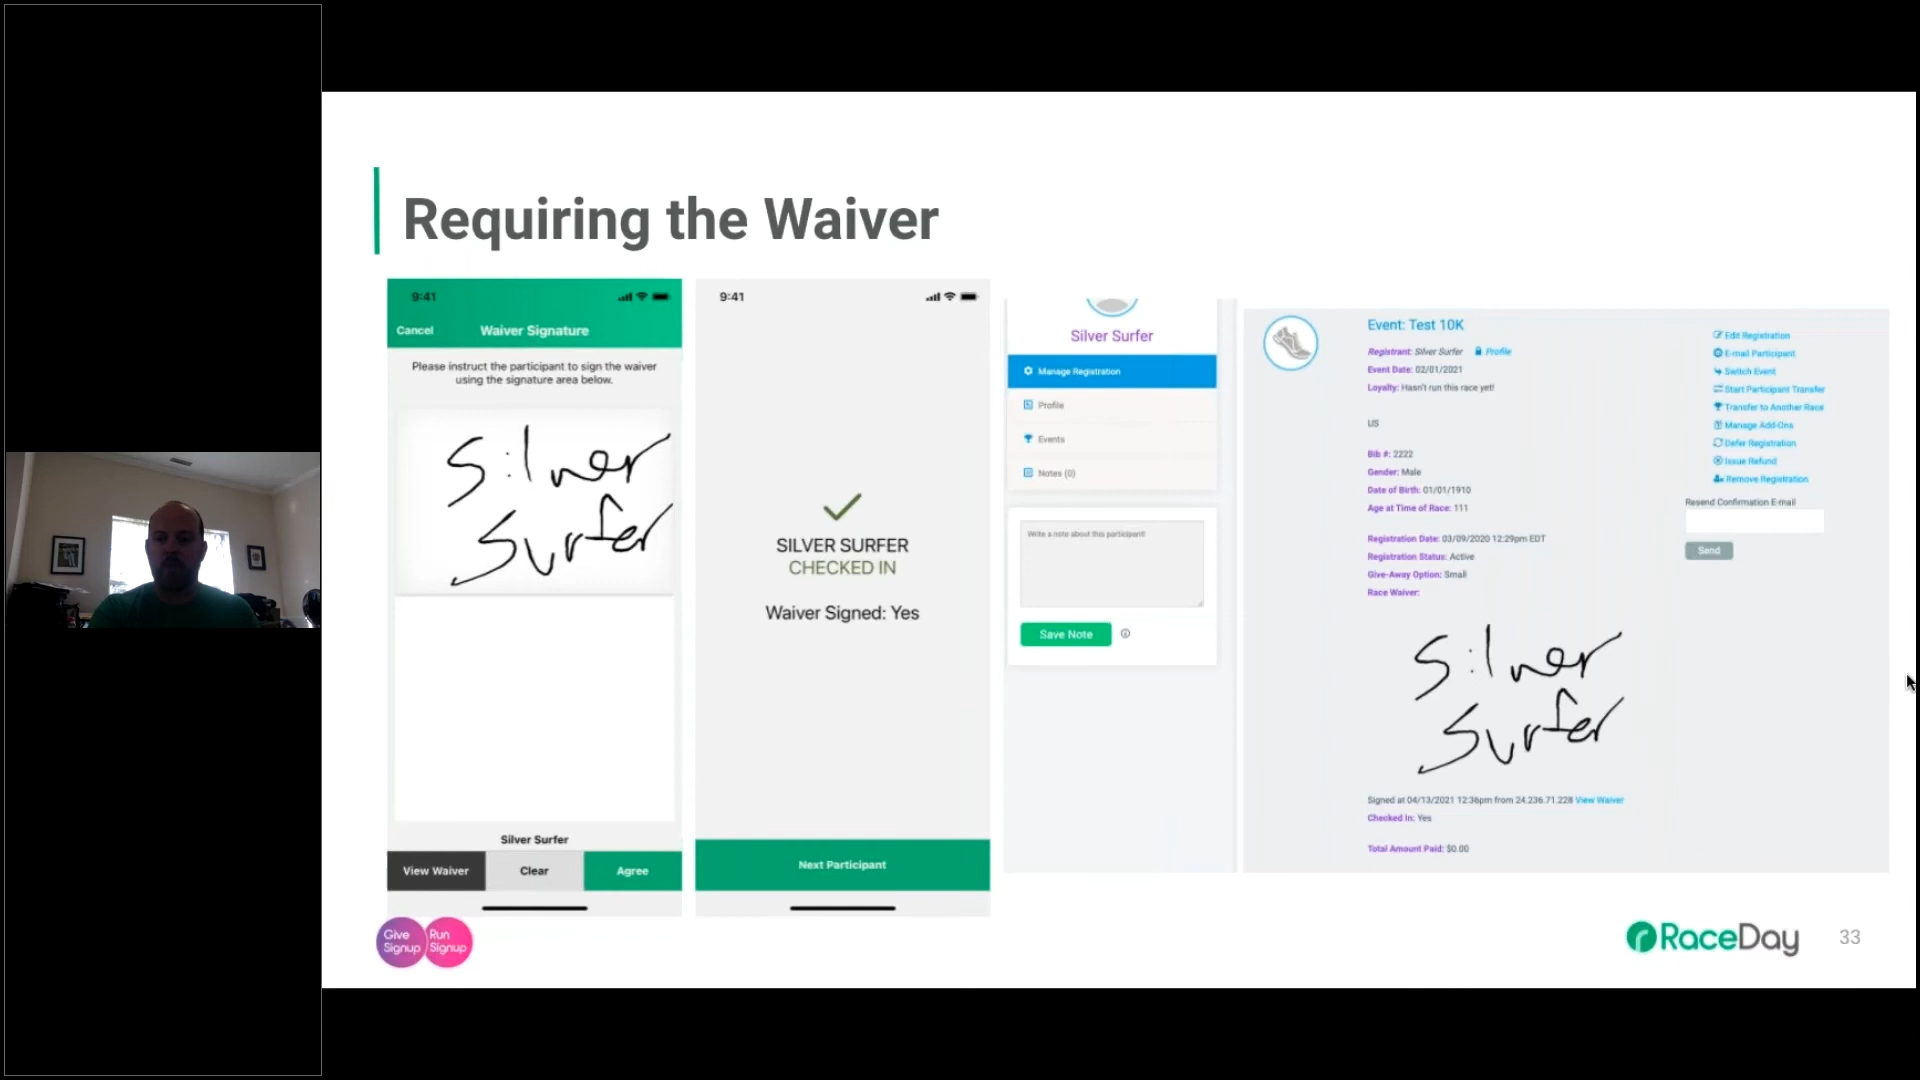 Requiring the Waiver
9:41
Cancel
Waiver Signature
Please instruct the participant to sign the waiver
using the signature area below.
Silver
Surfer
Silver Surfer
View Waiver
Clear
Agree
9:41
SILVER SURFER
CHECKED IN
Waiver Signed: Yes
Next Participant
Silver Surfer
Manage Registration
Profile
Events
Notes (0)
Write a note about this participant!
Save Note
Event: Test 10K
Registrant: Silver Surfer Profile
Event Date: 02/01/2021
Loyalty: Hasn't run this race yet!
US
Bib #: 2222
Gender: Male
Date of Birth: 01/01/1910
Age at Time of Race: 111
Registration Date: 03/09/2020 12:29pm EDT
Registration Status: Active
Give-Away Option: Small
Race Waiver:
Silver
Surfer
Signed at 04/13/2021 12:36pm from 24.236.71.228 View Waiver
Checked In: Yes
Total Amount Paid: $0.00
Edit Registration
E-mail Participant
Switch Event
Start Participant Transfer
Transfer to Another Race
Manage Add-Ons
Defer Registration
Issue Refund
Remove Registration
Resend Confirmation E-mail
Send
Give
Signup
Run
Signup
RaceDay
33